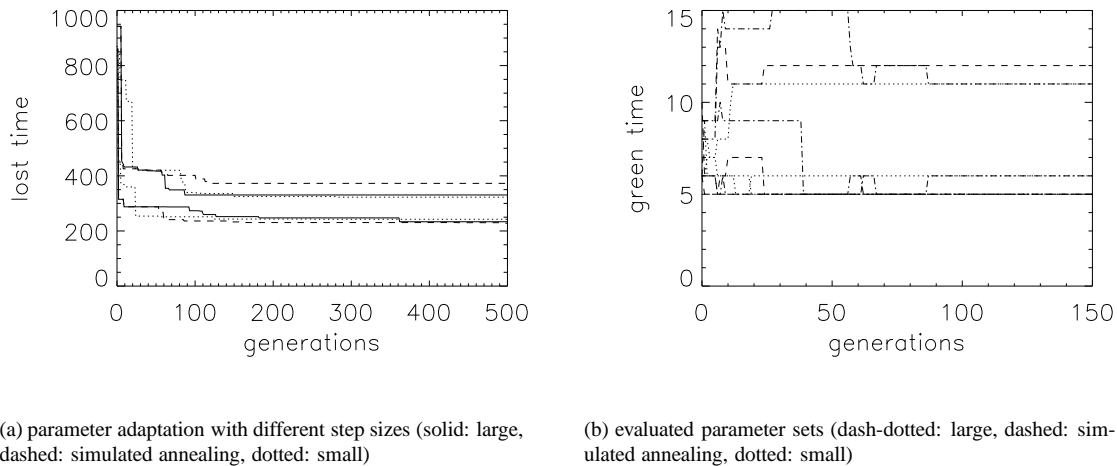 1000
800
600
400
200
0
lost time
0 100 200 300 400 500
generations
15
10
5
0
green time
0 50 100 150
generations
(a) parameter adaptation with different step sizes (solid: large,
dashed: simulated annealing, dotted: small)
(b) evaluated parameter sets (dash-dotted: large, dashed: sim-
ulated annealing, dotted: small)